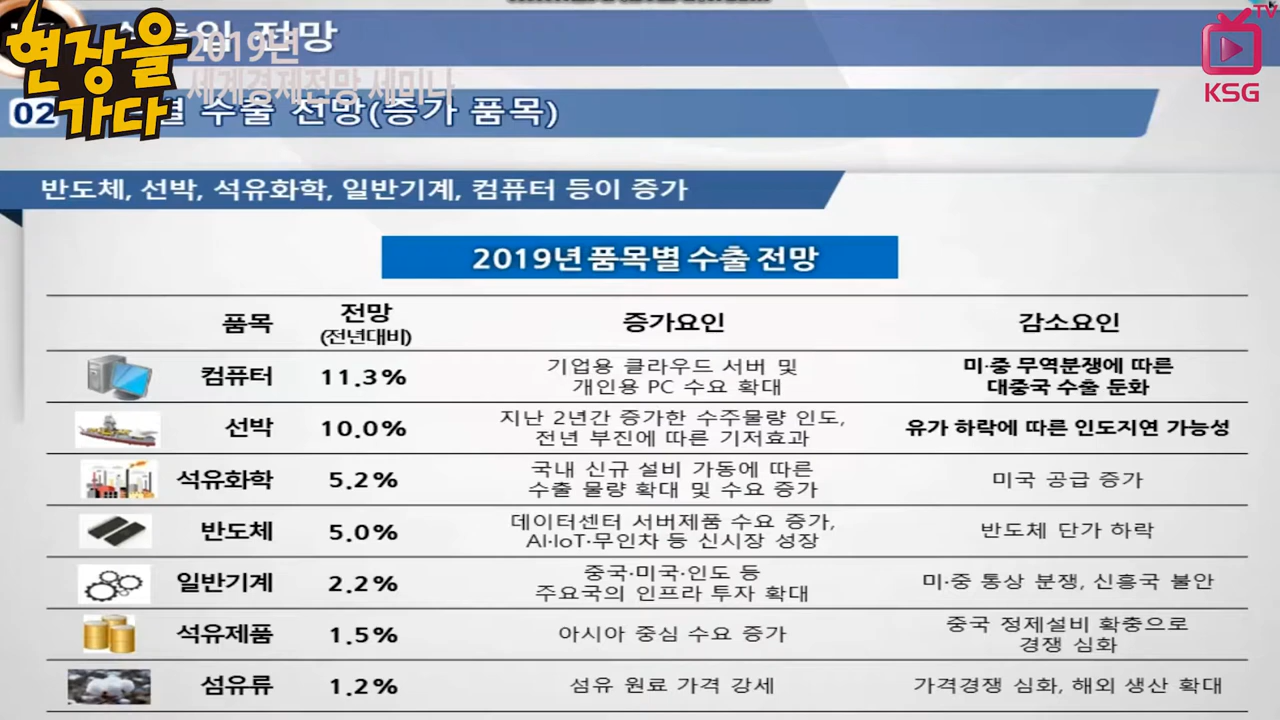 현장을
가다
전망
2019년
세계경제전망 세미나
TV
KSG
02
별 수출 전망(증가 품목)
반도체, 선박, 석유화학, 일반기계, 컴퓨터 등이 증가
2019년 품목별 수출 전망
품목 전망 증가요인 감소요인
(전년대비)
컴퓨터 11.3% 기업용 클라우드 서버 및 미·중 무역분쟁에 따른
개인용 PC 수요 확대 대중국 수출 둔화
선박 10.0% 지난 2년간 증가한 수주물량 인도, 유가 하락에 따른 인도지연 가능성
전년 부진에 따른 기저효과
석유화학 5.2% 국내 신규 설비 가동에 따른 미국 공급 증가
수출 물량 확대 및 수요 증가
반도체 5.0% 데이터센터 서버제품 수요 증가, 반도체 단가 하락
AI·IoT·무인차 등 신시장 성장
일반기계 2.2% 중국·미국·인도 등 미·중 통상 분쟁, 신흥국 불안
주요국의 인프라 투자 확대
석유제품 1.5% 아시아 중심 수요 증가 중국 정제설비 확충으로
경쟁 심화
섬유류 1.2% 섬유 원료 가격 강세 가격경쟁 심화, 해외 생산 확대